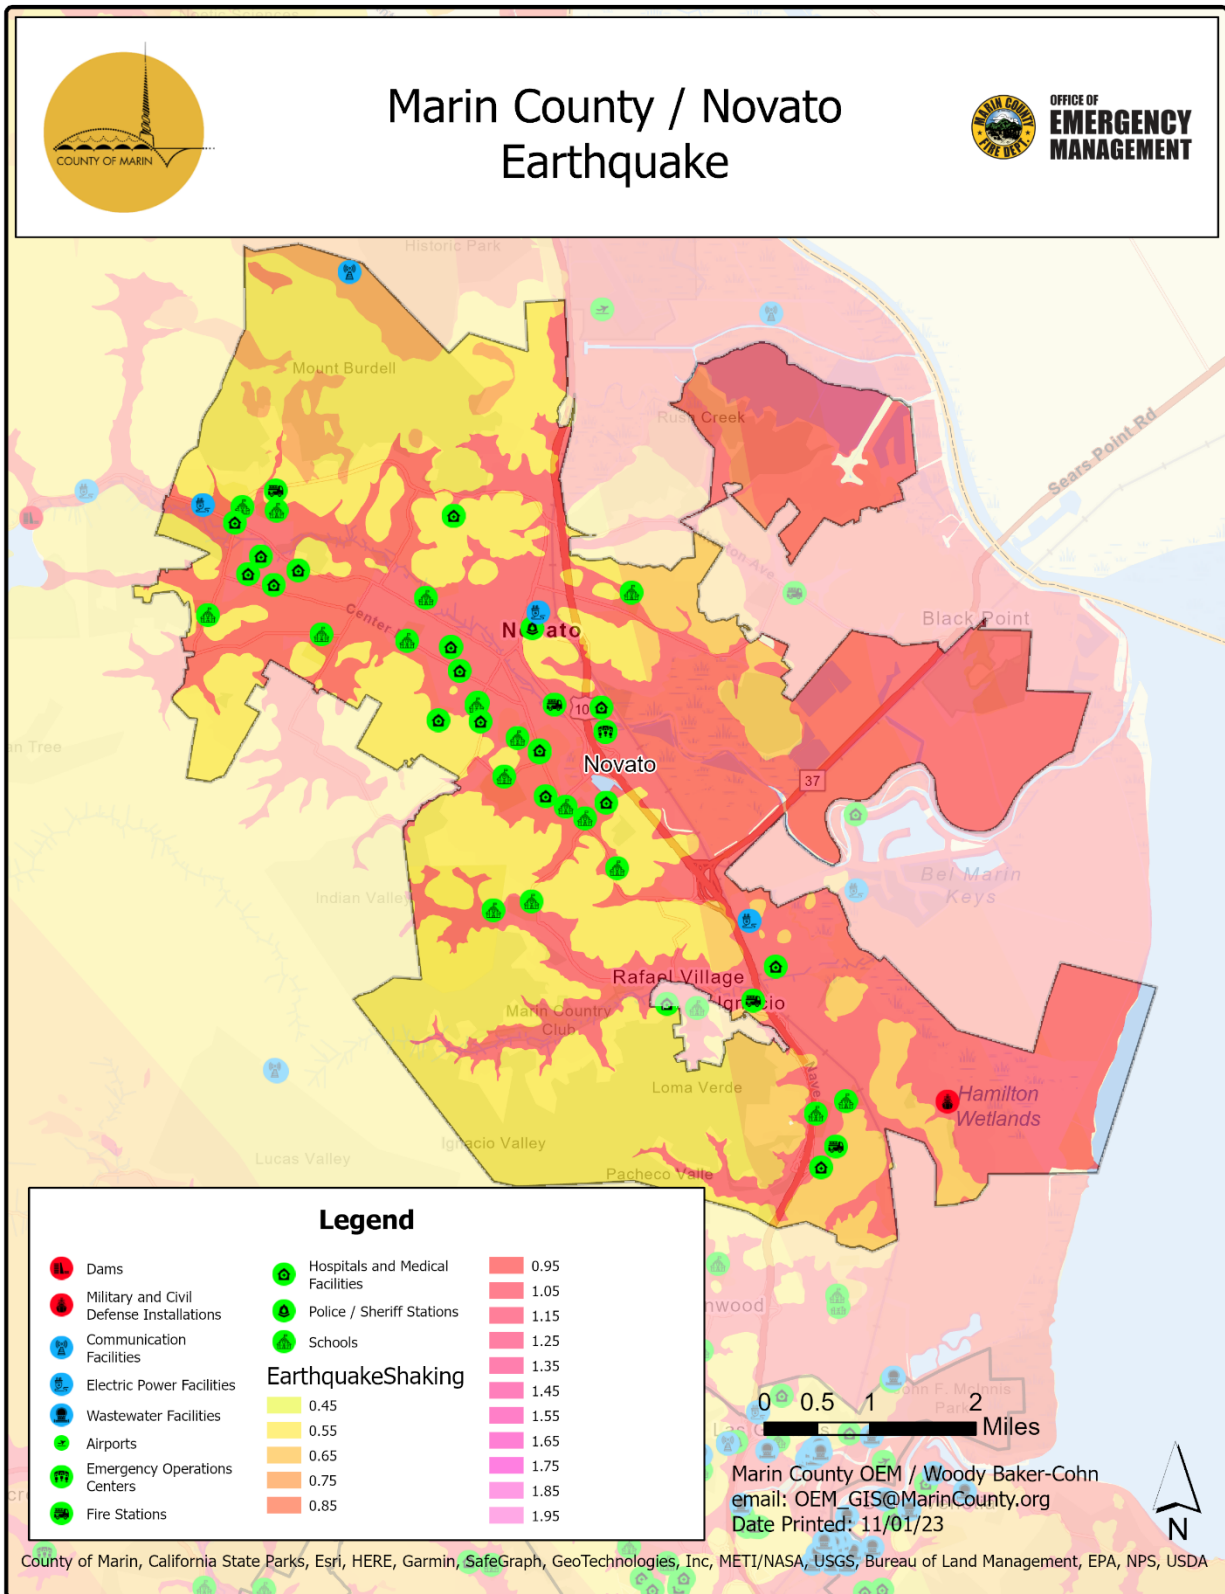 Marin County / Novato
Earthquake
COUNTY OF MARIN
MARIN COUNTY
FIRE DEPT.
OFFICE OF
EMERGENCY
MANAGEMENT
Historic Park
Mount Burdell
Rush Creek
Sears Point Rd
Black Point
Center
Novato
10
Novato
37
Bel Marin
Keys
Indian Valley
Rafael Village
Ignacio
Marin Country
Club
Loma Verde
Nave
Hamilton
Wetlands
Ignacio Valley
Lucas Valley
Pacheco Valle
Legend
Dams
Military and Civil
Defense Installations
Communication
Facilities
Electric Power Facilities
Wastewater Facilities
Airports
Emergency Operations
Centers
Fire Stations
Hospitals and Medical
Facilities
Police / Sheriff Stations
Schools
EarthquakeShaking
0.45
0.55
0.65
0.75
0.85
0.95
1.05
1.15
1.25
1.35
1.45
1.55
1.65
1.75
1.85
1.95
nwood
John F. McInnis
Park
0 0.5 1 2
Miles
Marin County OEM / Woody Baker-Cohn
email: OEM_GIS@MarinCounty.org
Date Printed: 11/01/23
N
County of Marin, California State Parks, Esri, HERE, Garmin, SafeGraph, GeoTechnologies, Inc, METI/NASA, USGS, Bureau of Land Management, EPA, NPS, USDA